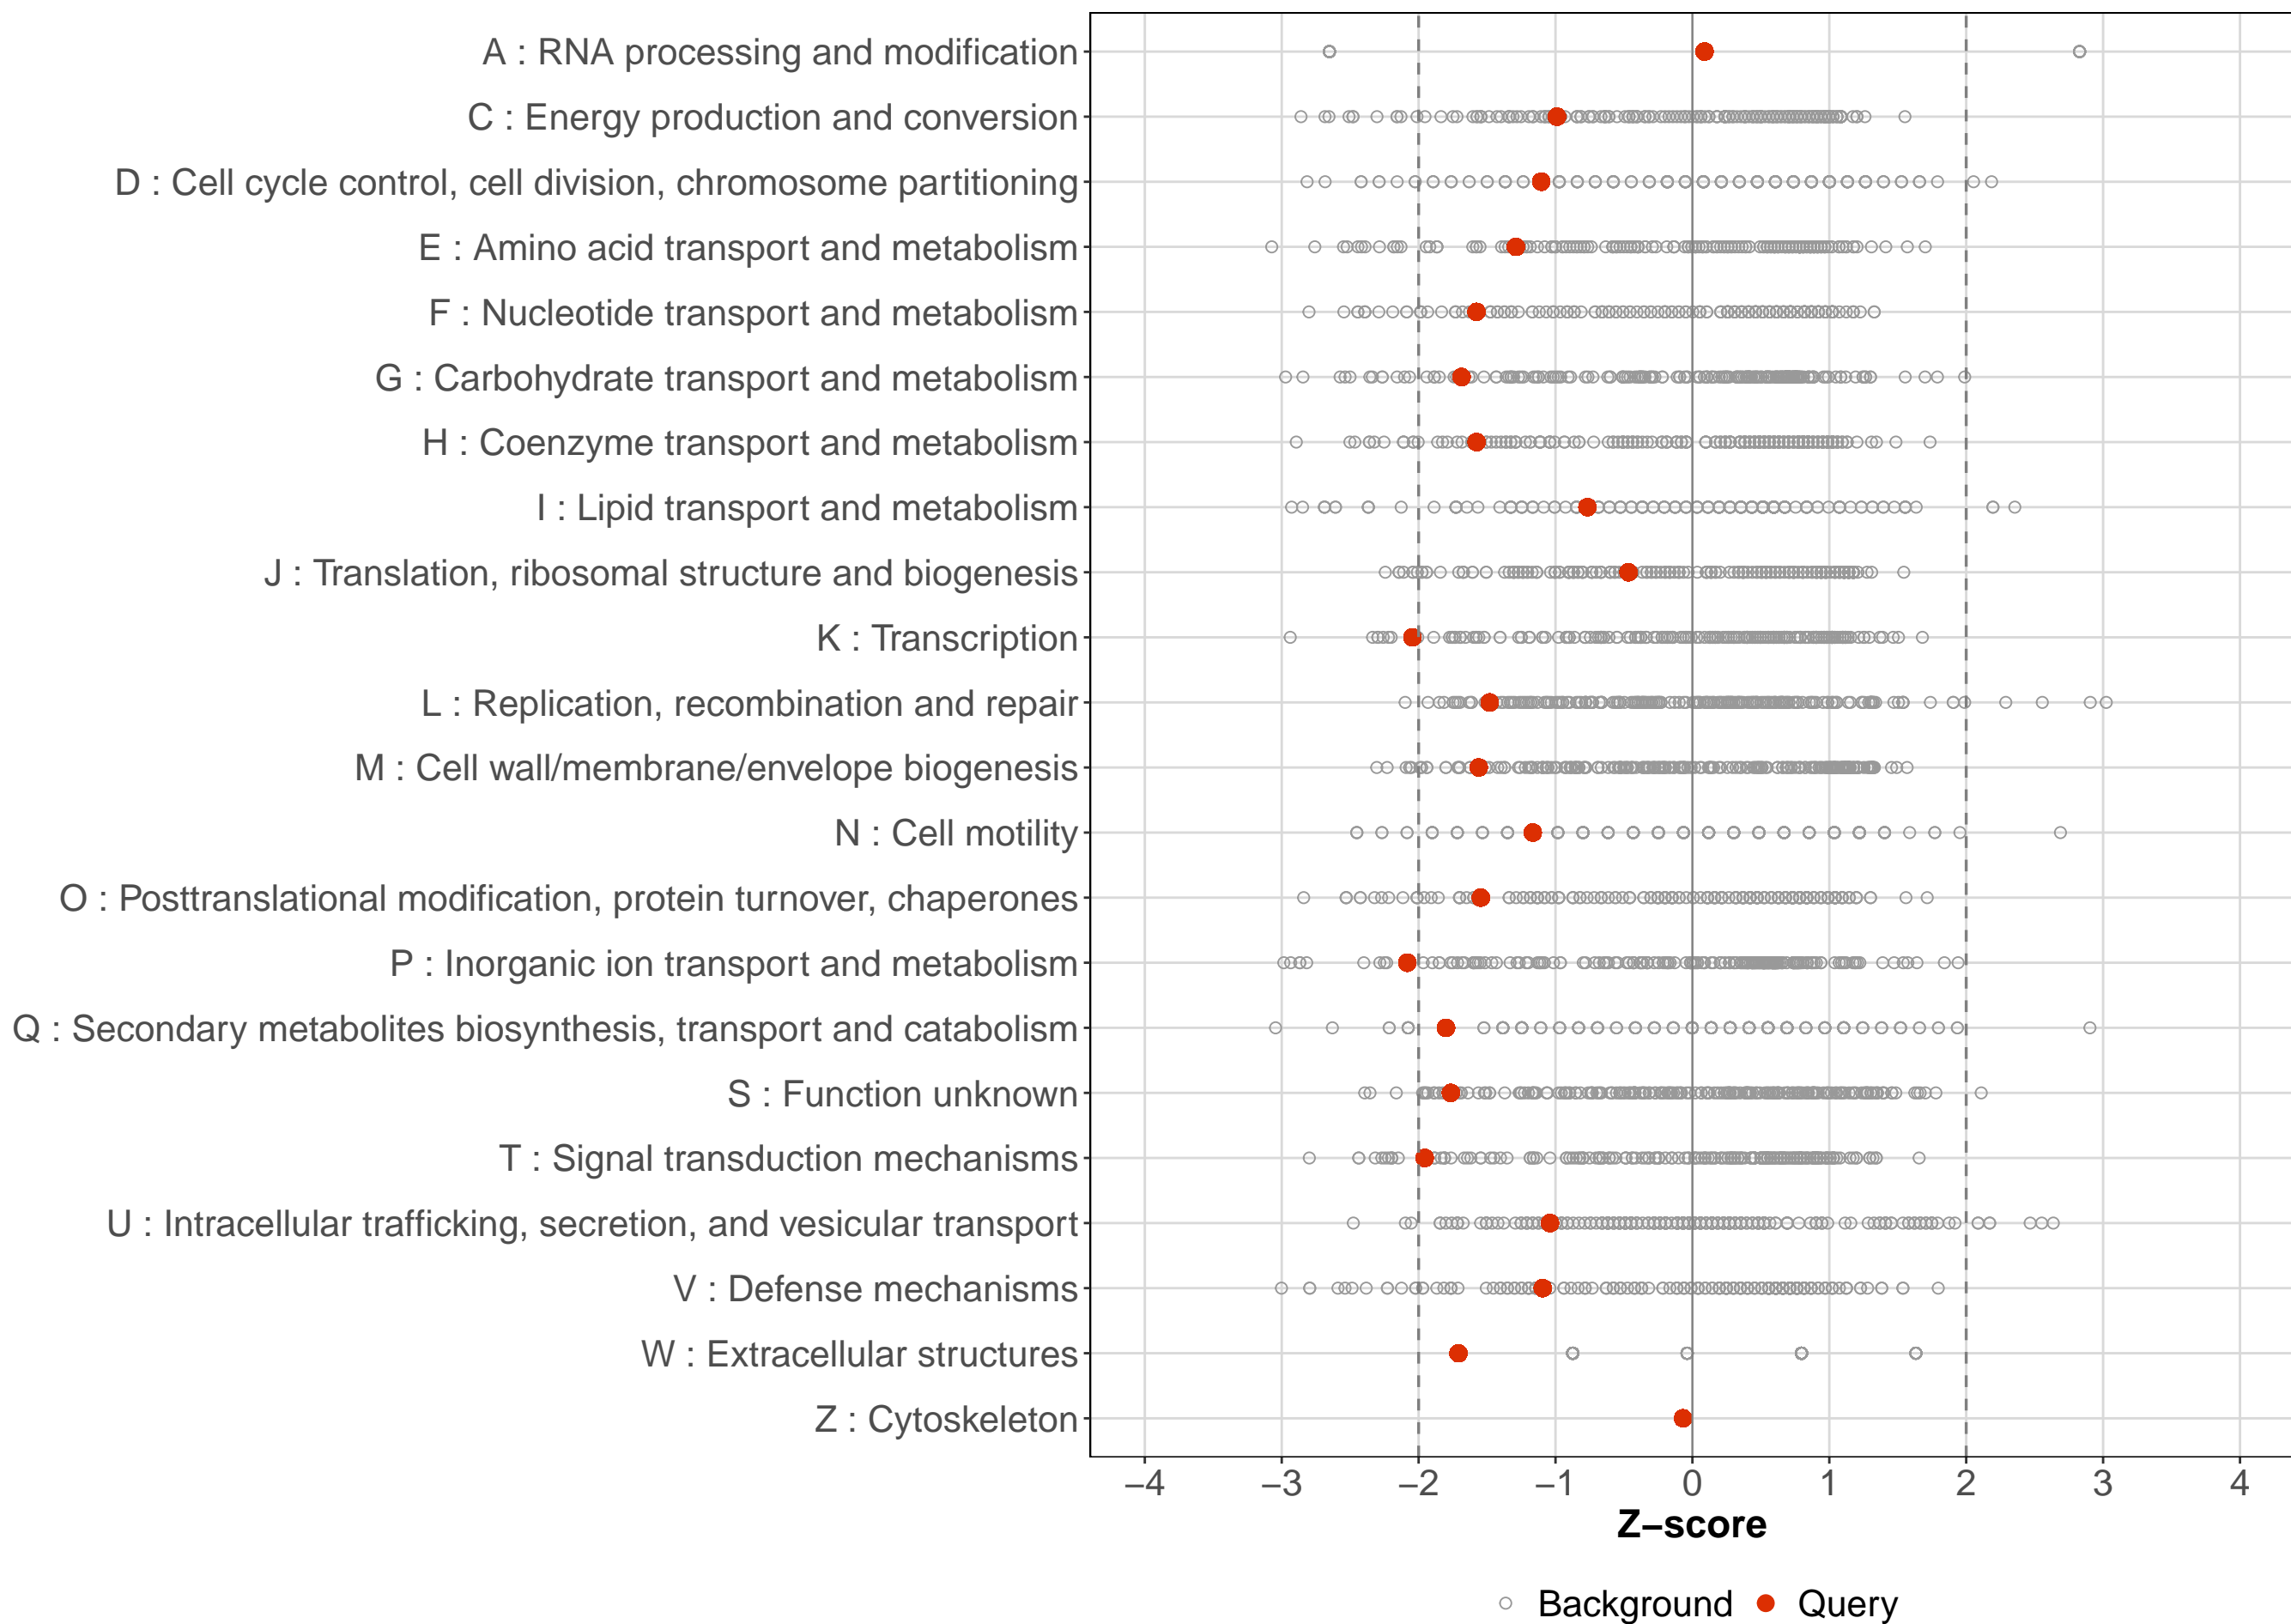 A : RNA processing and modification
C : Energy production and conversion
D : Cell cycle control, cell division, chromosome partitioning
E : Amino acid transport and metabolism
F : Nucleotide transport and metabolism
G : Carbohydrate transport and metabolism
H : Coenzyme transport and metabolism
I : Lipid transport and metabolism
J : Translation, ribosomal structure and biogenesis
K : Transcription
L : Replication, recombination and repair
M : Cell wall/membrane/envelope biogenesis
N : Cell motility
O : Posttranslational modification, protein turnover, chaperones
P : Inorganic ion transport and metabolism
Q : Secondary metabolites biosynthesis, transport and catabolism
S : Function unknown
T : Signal transduction mechanisms
U : Intracellular trafficking, secretion, and vesicular transport
V : Defense mechanisms
W : Extracellular structures
Z : Cytoskeleton
−4 −3 −2 −1 0 1 2 3 4
Z−score
Background Query